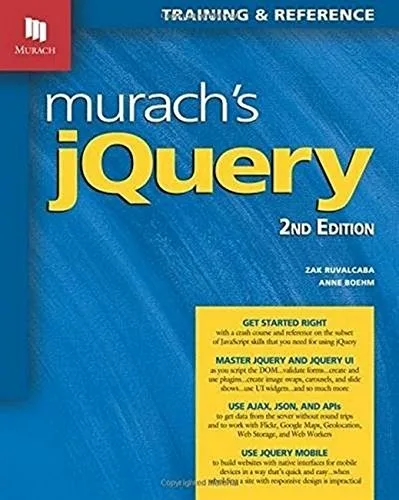 TRAINING & REFERENCE
MURACH
murach's
jQuery
2ND EDITION
ZAK RUVALCABA
ANNE BOEHM
GET STARTED RIGHT
with a crash course and reference on the subset
of JavaScript skills that you need for using jQuery
MASTER JQUERY AND JQUERY UI
as you script the DOM...validate forms...create and
use plugins...create image swaps, carousels, and slide
shows...use UI widgets...and so much more
USE AJAX, JSON, AND APIs
to get data from the server without round trips
and to work with Flickr, Google Maps, Geolocation,
Web Storage, and Web Workers
USE JQUERY MOBILE
to build websites with native interfaces for mobile
devices in a way that's quick and easy...when
rebuilding a site with responsive design is impractical
Copyrighted Material